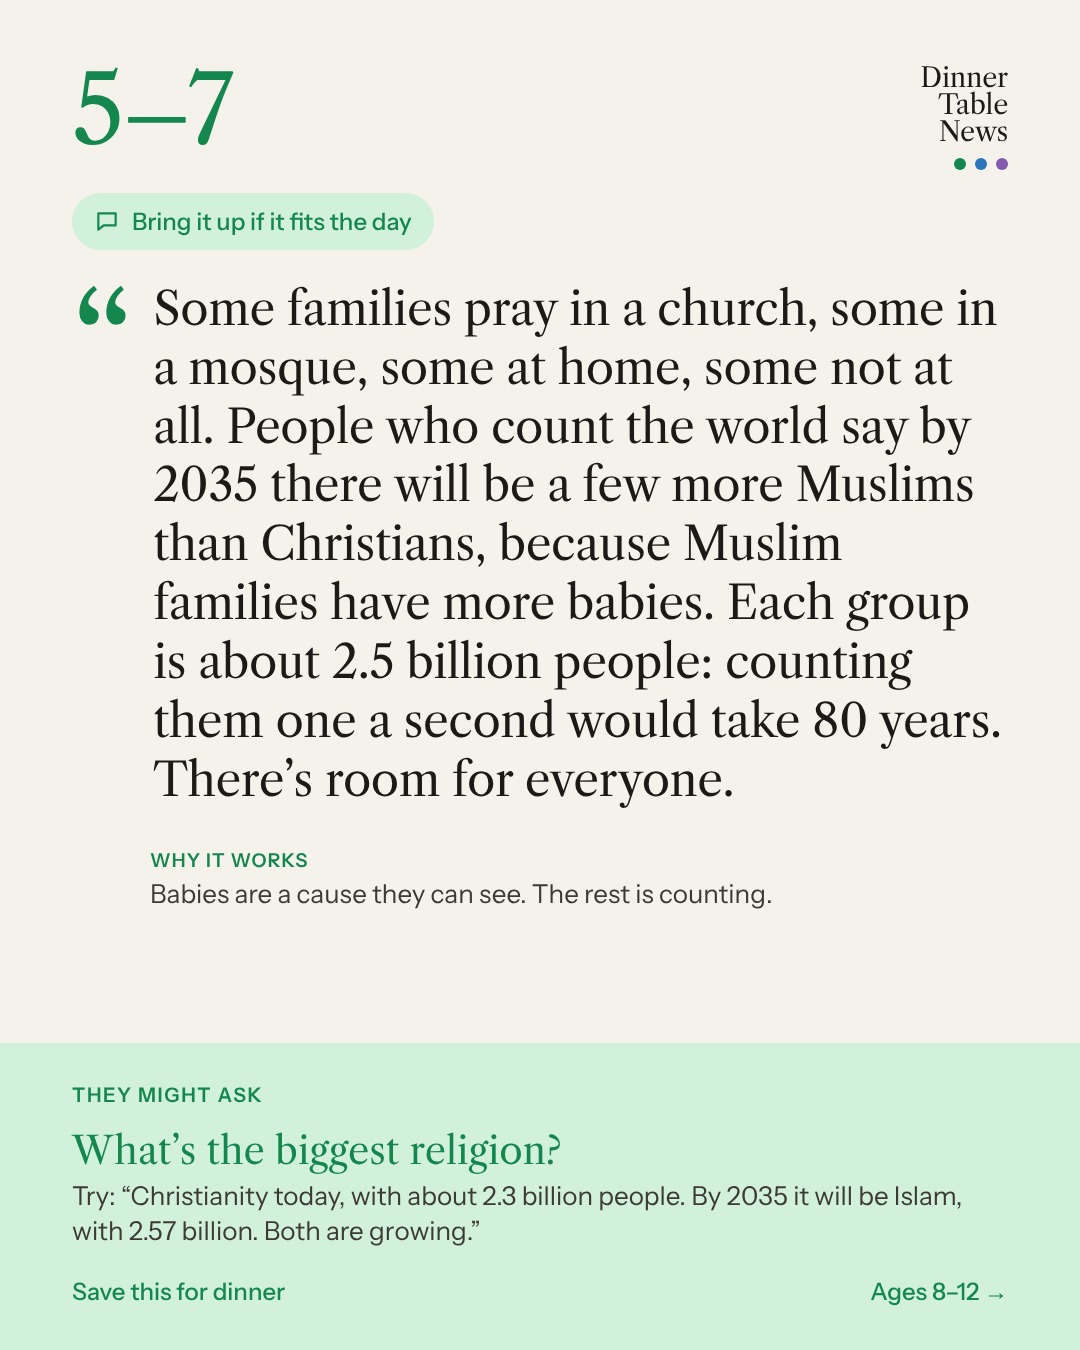 5–7
Dinner
Table
News
Bring it up if it fits the day
“Some families pray in a church, some in
a mosque, some at home, some not at
all. People who count the world say by
2035 there will be a few more Muslims
than Christians, because Muslim
families have more babies. Each group
is about 2.5 billion people: counting
them one a second would take 80 years.
There’s room for everyone.
WHY IT WORKS
Babies are a cause they can see. The rest is counting.
THEY MIGHT ASK
What’s the biggest religion?
Try: “Christianity today, with about 2.3 billion people. By 2035 it will be Islam,
with 2.57 billion. Both are growing.”
Save this for dinner
Ages 8–12 →